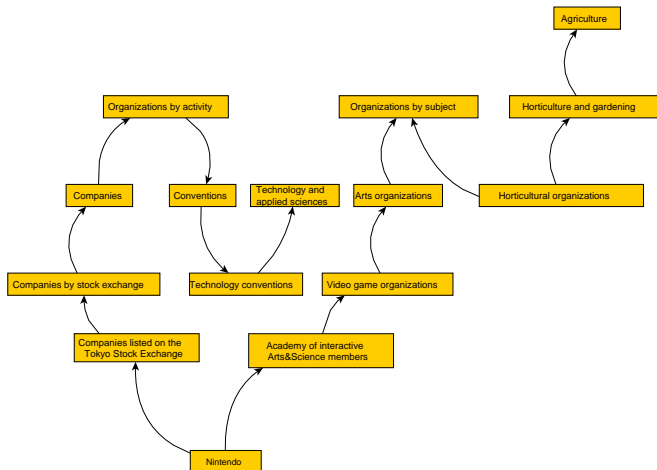 Agriculture
Organizations by activity
Organizations by subject
Horticulture and gardening
Companies
Conventions
Technology and
applied sciences
Arts organizations
Horticultural organizations
Companies by stock exchange
Technology conventions
Video game organizations
Companies listed on the
Tokyo Stock Exchange
Academy of interactive
Arts&Science members
Nintendo